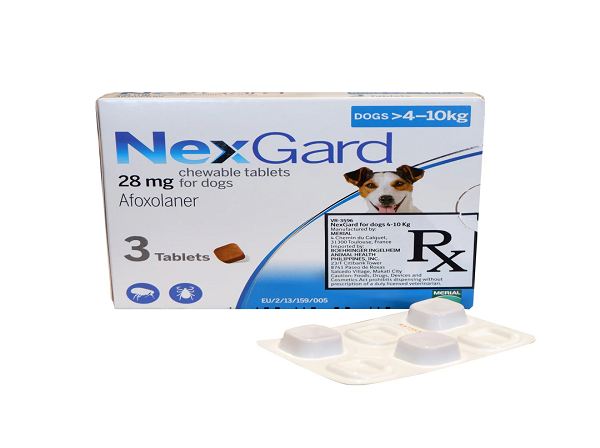 DOGS >4–10kg
NexGard
chewable tablets
28 mg for dogs
Afoxolaner
3 Tablets
VR-3596
NexGard for dogs 4-10 Kg
Manufactured by:
MERIAL
4 Chemin du Calquet,
31300 Toulouse, France
Imported by:
BOEHRINGER INGELHEIM
ANIMAL HEALTH
PHILIPPINES, INC.
23/F Citibank Tower
8741 Paseo de Roxas
Salcedo Village, Makati City
Caution: Foods, Drugs, Devices and
Cosmetics Act prohibits dispensing without
prescription of a duly licensed veterinarian.
Rx
EU/2/13/159/005
MERIAL